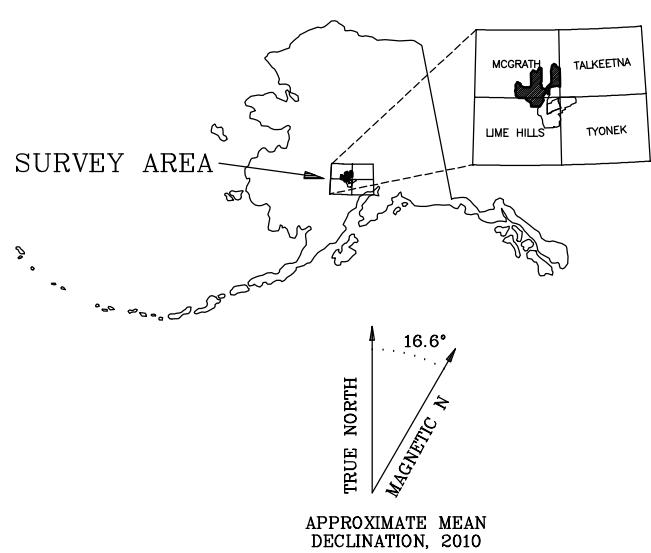 MCGRATH
TALKEETNA
LIME HILLS
TYONEK
SURVEY AREA
16.6°
TRUE NORTH
MAGNETIC N
APPROXIMATE MEAN
DECLINATION, 2010